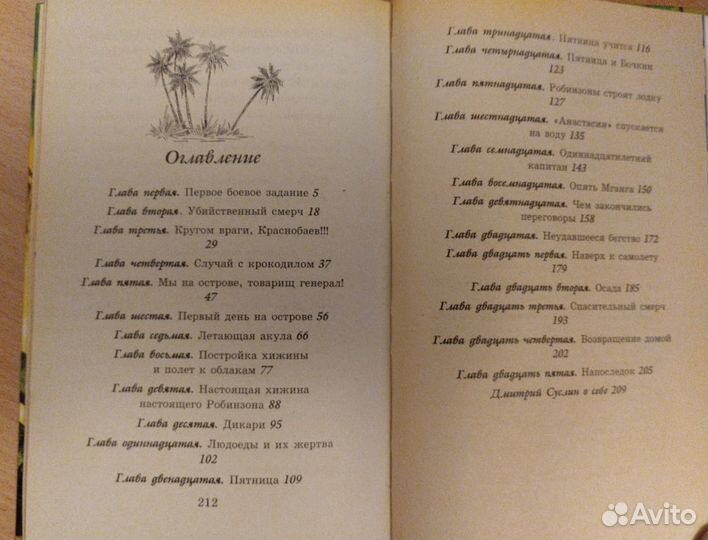 Оглавление
Глава первая. Первое боевое задание 5
Глава вторая. Убийственный смерч 18
Глава третья. Кругом враги, Краснобаев!!!
29
Глава четвертая. Случай с крокодилом 37
Глава пятая. Мы на острове, товарищ генерал!
47
Глава шестая. Первый день на острове 56
Глава седьмая. Летающая акула 66
Глава восьмая. Постройка хижины
и полет к облакам 77
Глава девятая. Настоящая хижина
настоящего Робинзона 88
Глава десятая. Дикари 95
Глава одиннадцатая. Людоеды и их жертва
102
Глава двенадцатая. Пятница 109
212
Глава тринадцатая. Пятница учится 116
Глава четырнадцатая. Пятница и Бочкин
123
Глава пятнадцатая. Робинзоны строят лодку
127
Глава шестнадцатая. «Анастасия» спускается
на воду 135
Глава семнадцатая. Одиннадцатилетний
капитан 143
Глава восемнадцатая. Опять Мганга 150
Глава девятнадцатая. Чем закончились
переговоры 158
Глава двадцатая. Неудавшееся бегство 172
Глава двадцать первая. Наверх к самолету
179
Глава двадцать вторая. Осада 185
Глава двадцать третья. Спасительный смерч
193
Глава двадцать четвертая. Возвращение домой
202
Глава двадцать пятая. Напоследок 205
Дмитрий Суслин о себе 209
Avito